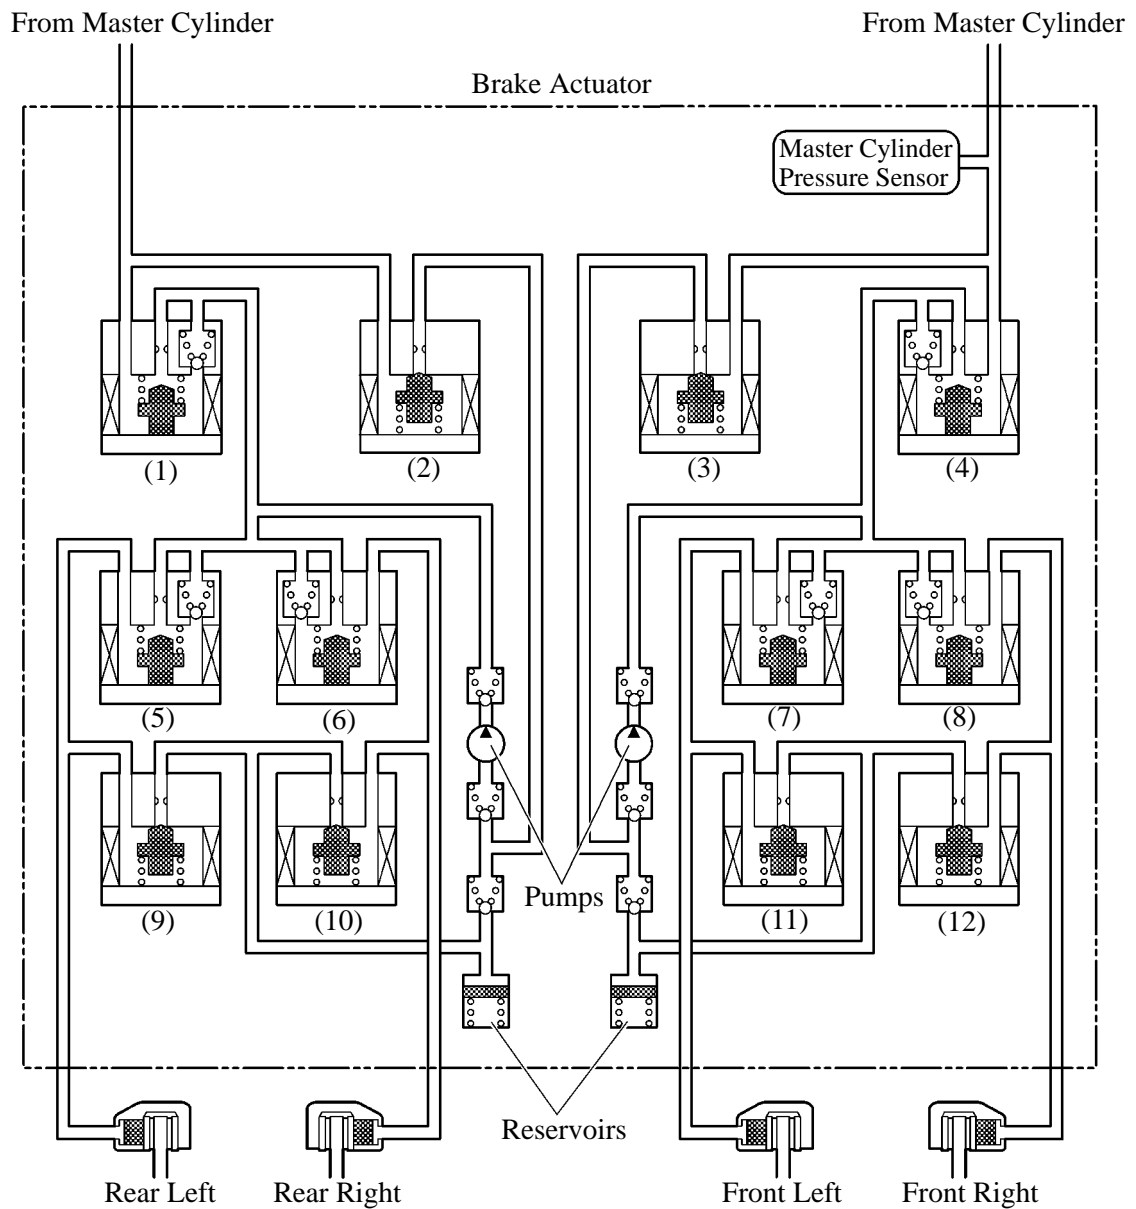 From Master Cylinder
From Master Cylinder
Brake Actuator
Master Cylinder
Pressure Sensor
(1)
(2)
(3)
(4)
(5)
(6)
(7)
(8)
Pumps
(9)
(10)
(11)
(12)
Reservoirs
Rear Left
Rear Right
Front Left
Front Right